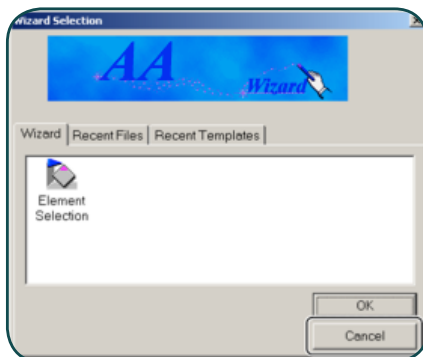 Wizard Selection
AA
Wizard
Wizard Recent Files Recent Templates
Element
Selection
OK
Cancel